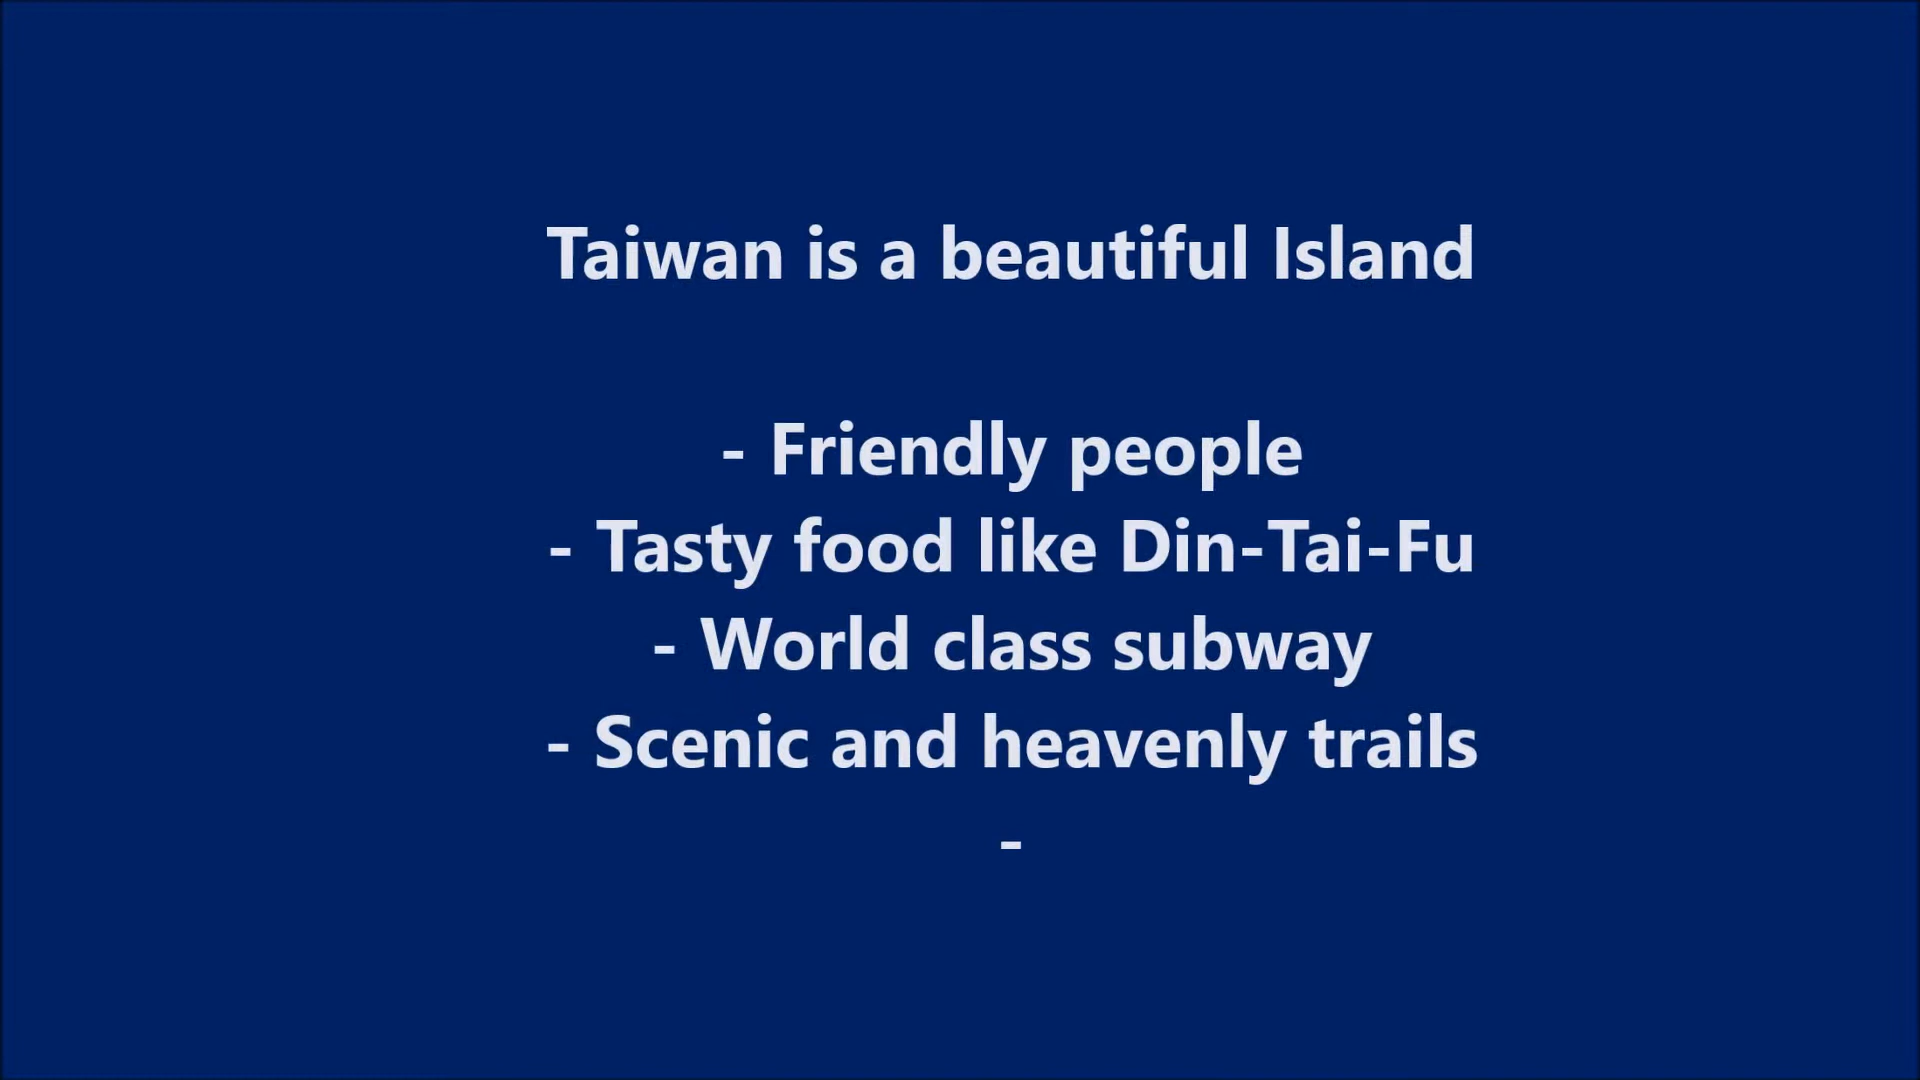 Taiwan is a beautiful Island
- Friendly people
- Tasty food like Din-Tai-Fu
- World class subway
- Scenic and heavenly trails
-